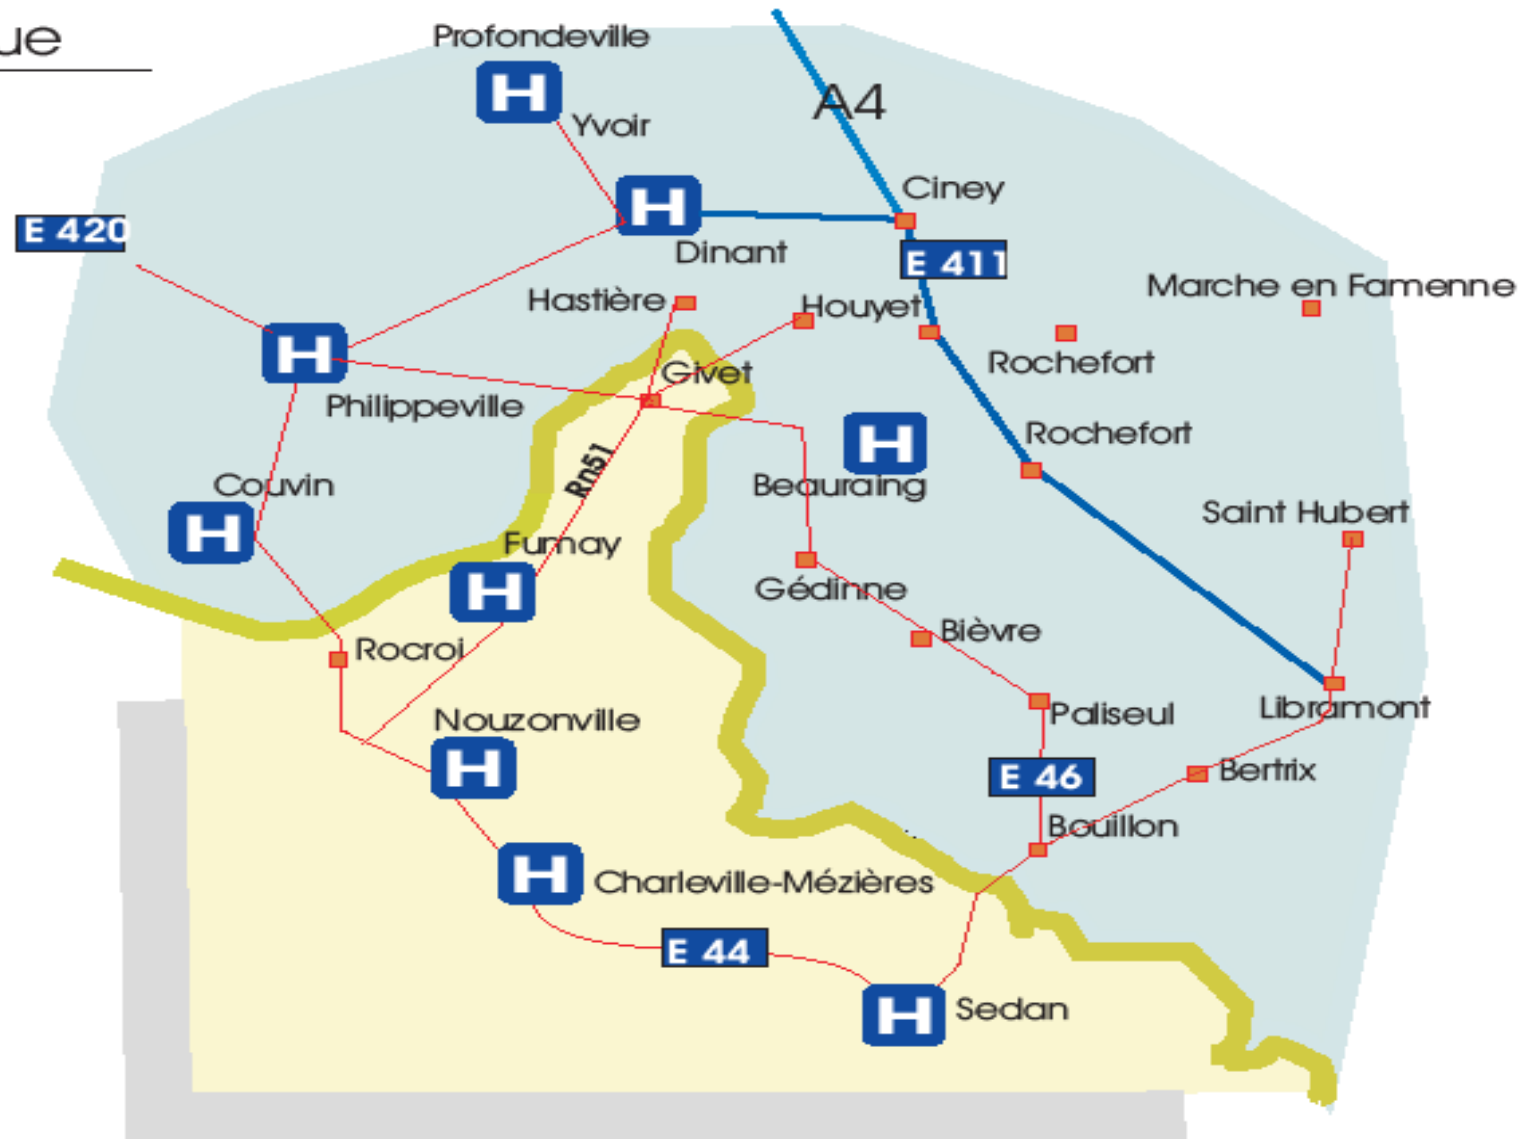 ue
Profondeville
H
Yvoir
A4
Ciney
H
E 420
Dinant
E 411
Hastière
Houyet
Marche en Famenne
Rochefort
H
Givet
Philippeville
Rn51
H
Rochefort
Couvin
Beauraing
H
Saint Hubert
Fumay
H
Gédinne
Bièvre
Rocroi
Paliseul
Libramont
Nouzonville
H
E 46
Bertrix
Bouillon
H
Charleville-Mézières
E 44
H
Sedan